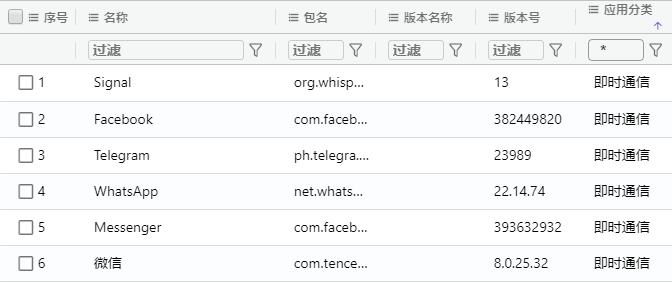 序号 名称 包名 版本名称 版本号 应用分类
过滤 过滤 过滤 过滤 *
1 Signal org.whisp... 13 即时通信
2 Facebook com.faceb... 382449820 即时通信
3 Telegram ph.telegra.... 23989 即时通信
4 WhatsApp net.whats... 22.14.74 即时通信
5 Messenger com.faceb... 393632932 即时通信
6 微信 com.tence... 8.0.25.32 即时通信